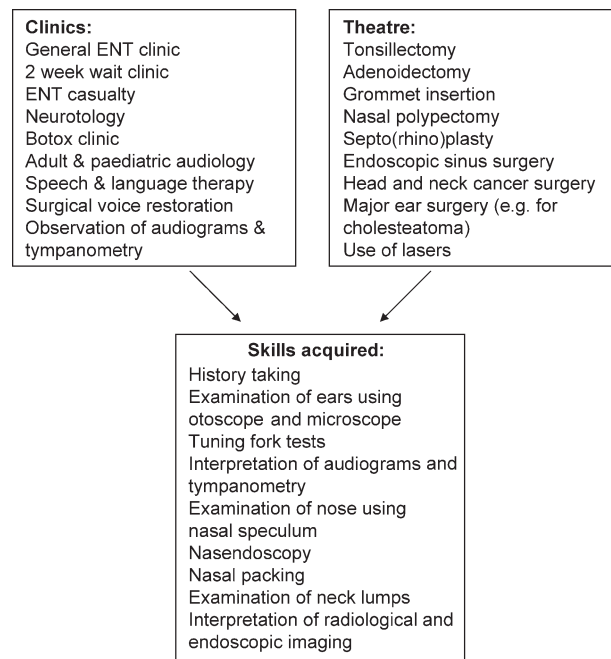 Clinics:
General ENT clinic
2 week wait clinic
ENT casualty
Neurotology
Botox clinic
Adult & paediatric audiology
Speech & language therapy
Surgical voice restoration
Observation of audiograms &
tympanometry
Theatre:
Tonsillectomy
Adenoidectomy
Grommet insertion
Nasal polypectomy
Septo(rhino)plasty
Endoscopic sinus surgery
Head and neck cancer surgery
Major ear surgery (e.g. for
cholesteatoma)
Use of lasers
Skills acquired:
History taking
Examination of ears using
otoscope and microscope
Tuning fork tests
Interpretation of audiograms and
tympanometry
Examination of nose using
nasal speculum
Nasendoscopy
Nasal packing
Examination of neck lumps
Interpretation of radiological and
endoscopic imaging